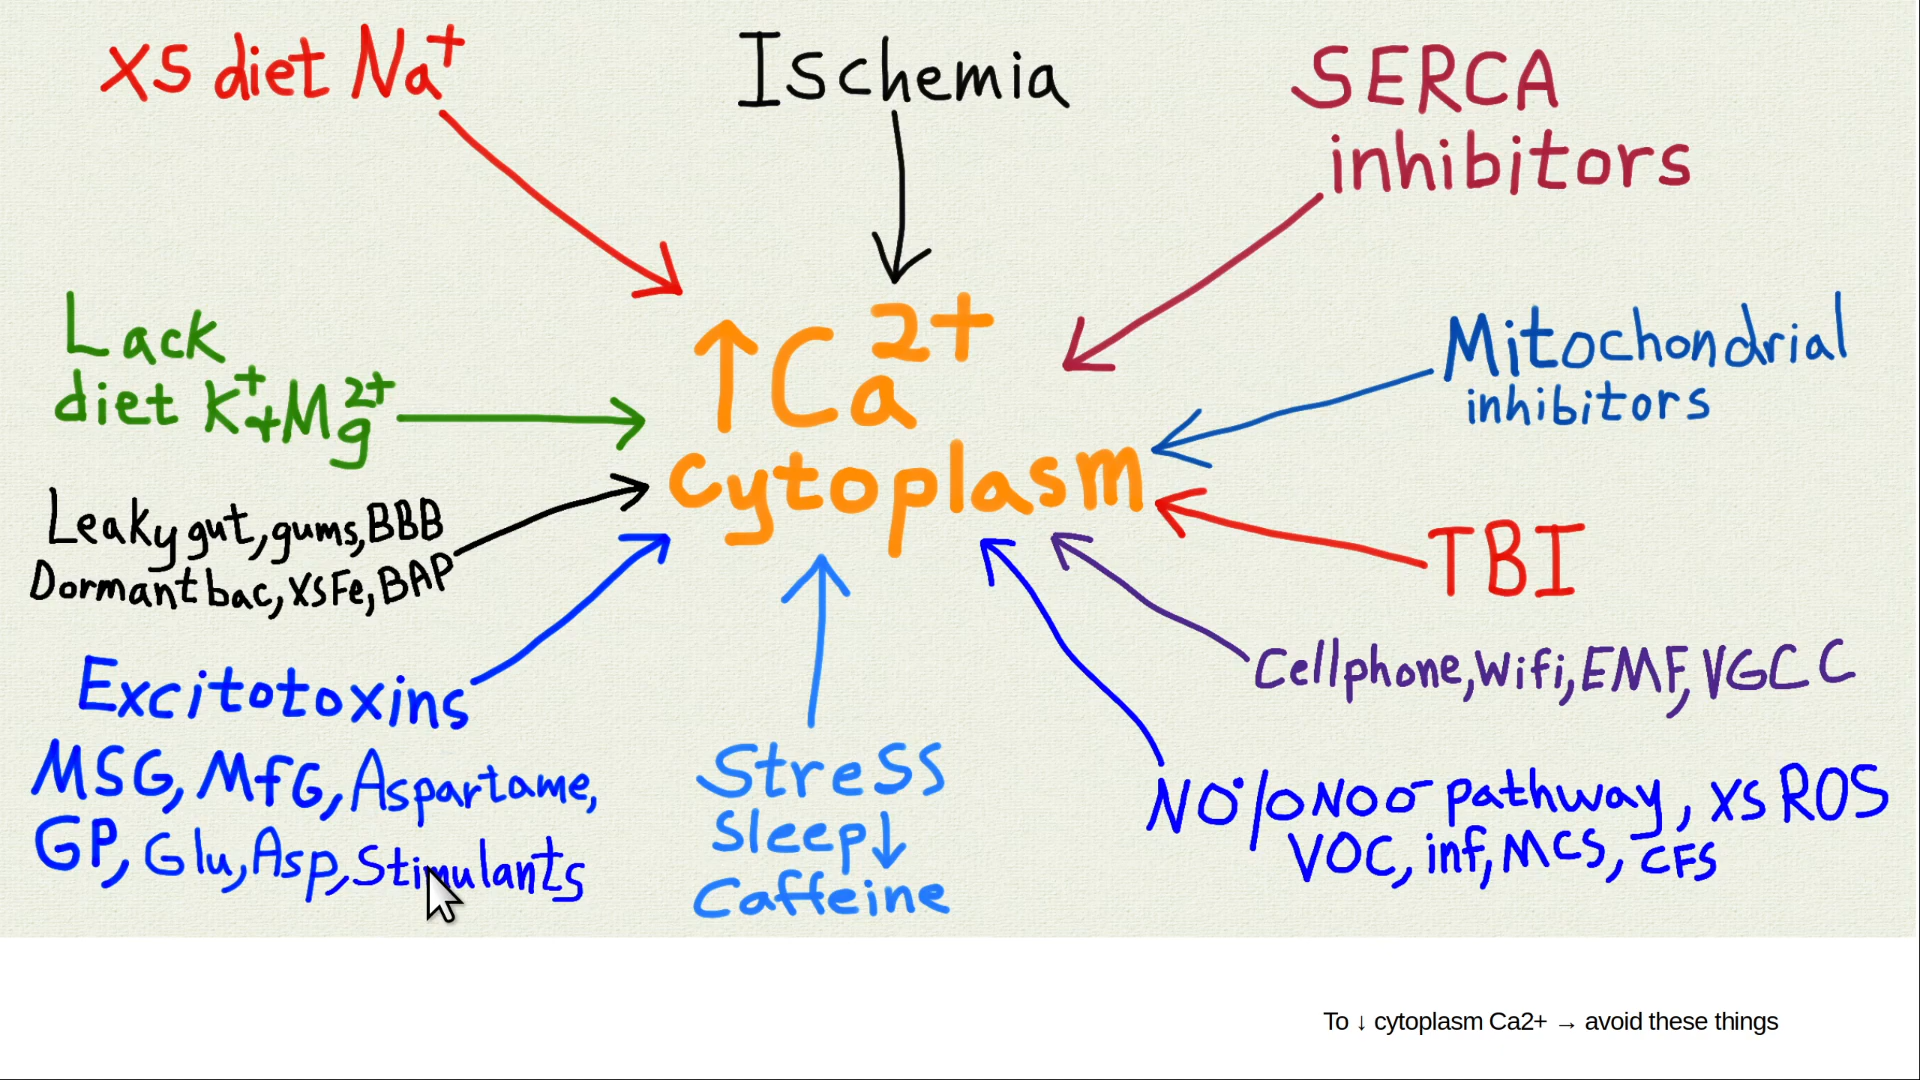 XS diet Na⁺
Ischemia
SERCA
inhibitors
Lack
diet K⁺+Mg²⁺
↑Ca²⁺
cytoplasm
Mitochondrial
inhibitors
Leaky gut, gums, BBB
Dormant bac, XS Fe, BAP
TBI
Excitotoxins
MSG, MfG, Aspartame,
GP, Glu, Asp, Stimulants
Stress
Sleep↓
Caffeine
Cellphone, Wifi, EMF, VGCC
NO•/ONOO⁻ pathway, XS ROS
VOC, inf, MCS, CFS
To ↓ cytoplasm Ca2+ → avoid these things